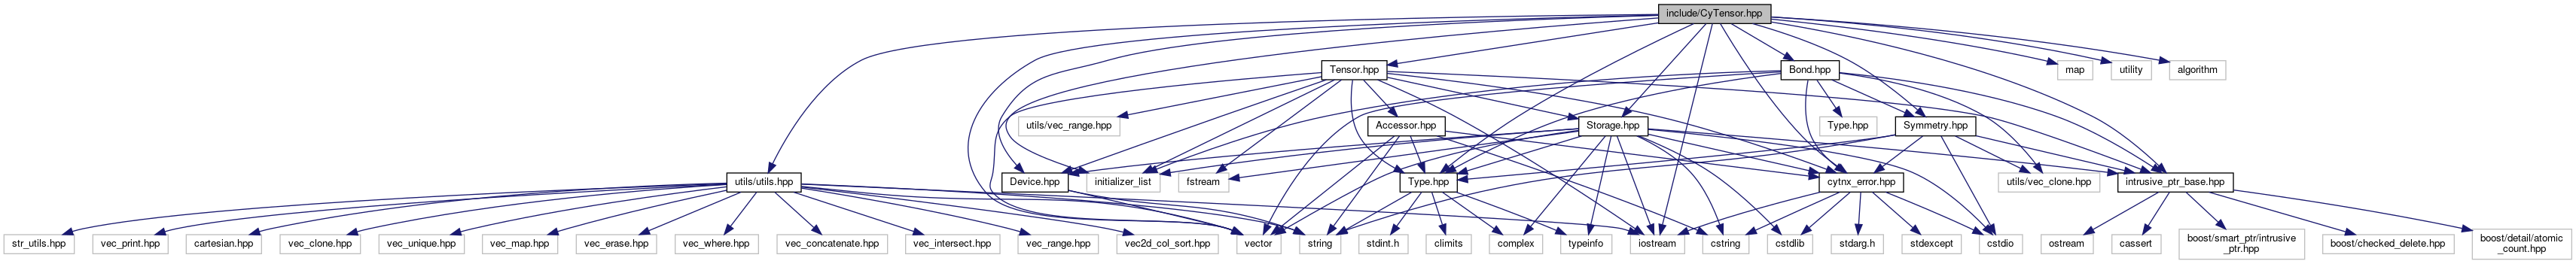 include/CyTensor.hpp
Tensor.hpp
Bond.hpp
map
utility
algorithm
utils/vec_range.hpp
Accessor.hpp
Storage.hpp
Type.hpp
Symmetry.hpp
utils/utils.hpp
Device.hpp
initializer_list
fstream
Type.hpp
cytnx_error.hpp
utils/vec_clone.hpp
intrusive_ptr_base.hpp
str_utils.hpp
vec_print.hpp
cartesian.hpp
vec_clone.hpp
vec_unique.hpp
vec_map.hpp
vec_erase.hpp
vec_where.hpp
vec_concatenate.hpp
vec_intersect.hpp
vec_range.hpp
vec2d_col_sort.hpp
vector
string
stdint.h
climits
complex
typeinfo
iostream
cstring
cstdlib
stdarg.h
stdexcept
cstdio
ostream
cassert
boost/smart_ptr/intrusive
_ptr.hpp
boost/checked_delete.hpp
boost/detail/atomic
_count.hpp